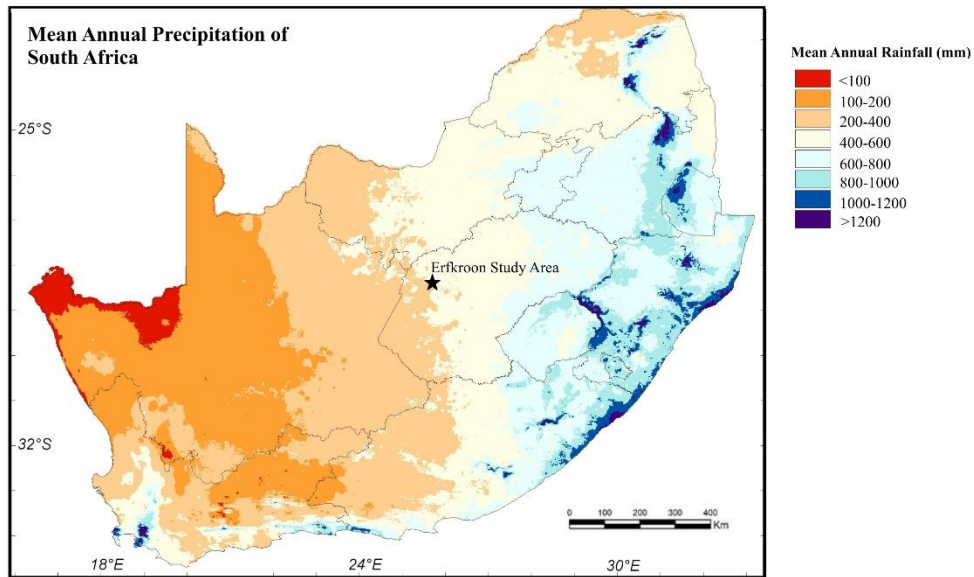 Mean Annual Precipitation of
South Africa
Mean Annual Rainfall (mm)
<100
100-200
200-400
400-600
600-800
800-1000
1000-1200
>1200
25°S
Erfkroon Study Area
32°S
0 100 200 300 400
Km
18°E 24°E 30°E